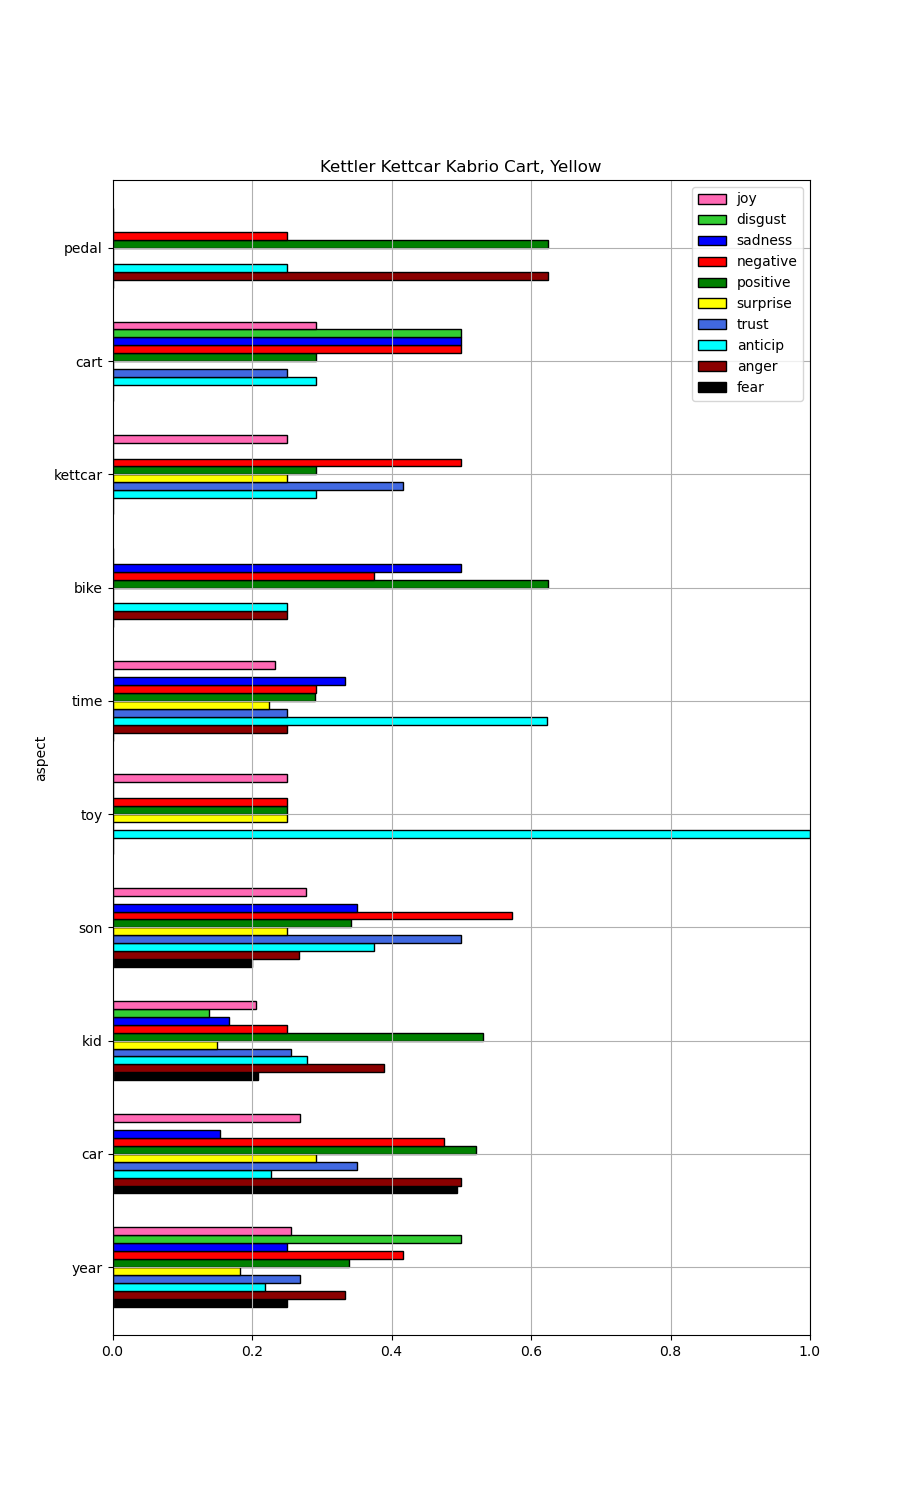 Kettler Kettcar Kabrio Cart, Yellow
joy
disgust
sadness
negative
positive
surprise
trust
anticip
anger
fear
pedal
cart
kettcar
bike
time
toy
son
kid
car
year
aspect
0.0 0.2 0.4 0.6 0.8 1.0